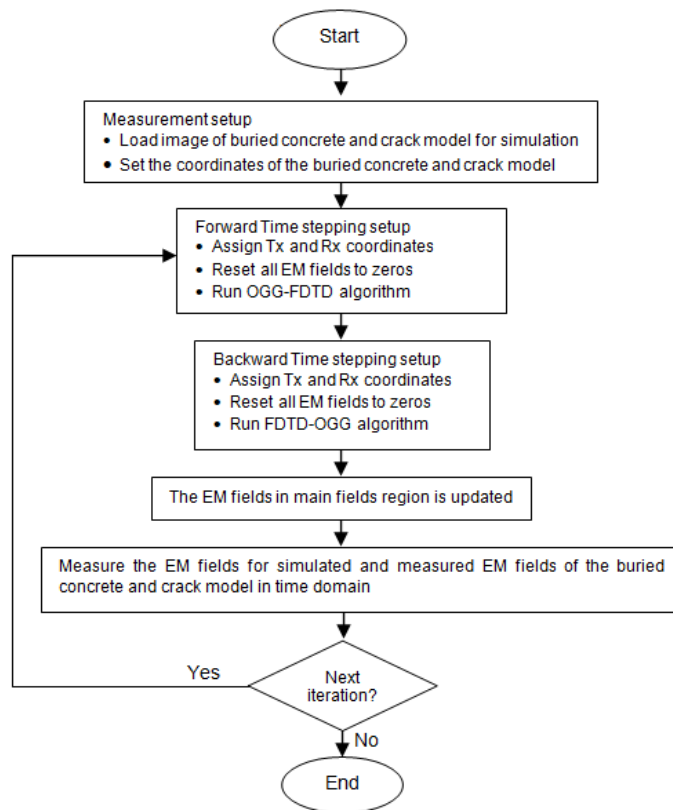 Start
Measurement setup
• Load image of buried concrete and crack model for simulation
• Set the coordinates of the buried concrete and crack model
Forward Time stepping setup
• Assign Tx and Rx coordinates
• Reset all EM fields to zeros
• Run OGG-FDTD algorithm
Backward Time stepping setup
• Assign Tx and Rx coordinates
• Reset all EM fields to zeros
• Run FDTD-OGG algorithm
The EM fields in main fields region is updated
Measure the EM fields for simulated and measured EM fields of the buried
concrete and crack model in time domain
Yes
Next
iteration?
No
End